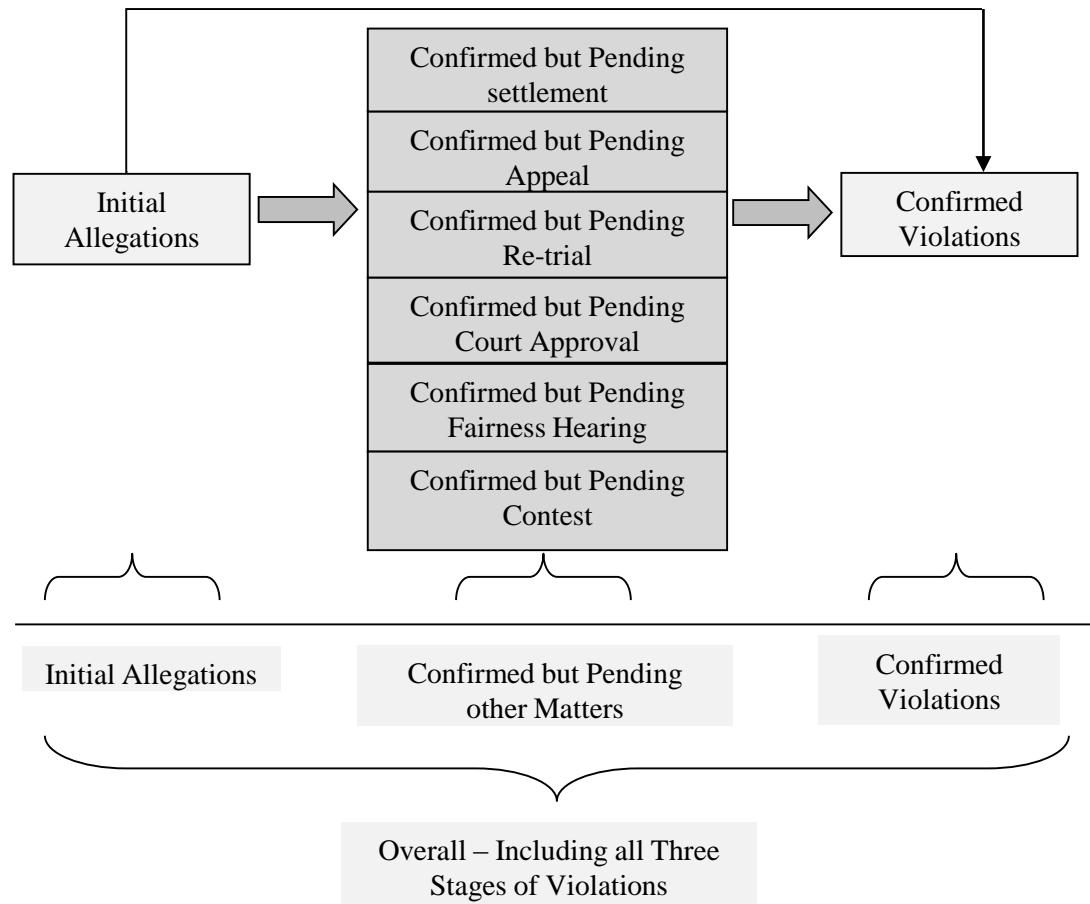 Confirmed but Pending
settlement
Confirmed but Pending
Appeal
Initial
Allegations
Confirmed but Pending
Re-trial
Confirmed
Violations
Confirmed but Pending
Court Approval
Confirmed but Pending
Fairness Hearing
Confirmed but Pending
Contest
Initial Allegations
Confirmed but Pending
other Matters
Confirmed
Violations
Overall – Including all Three
Stages of Violations